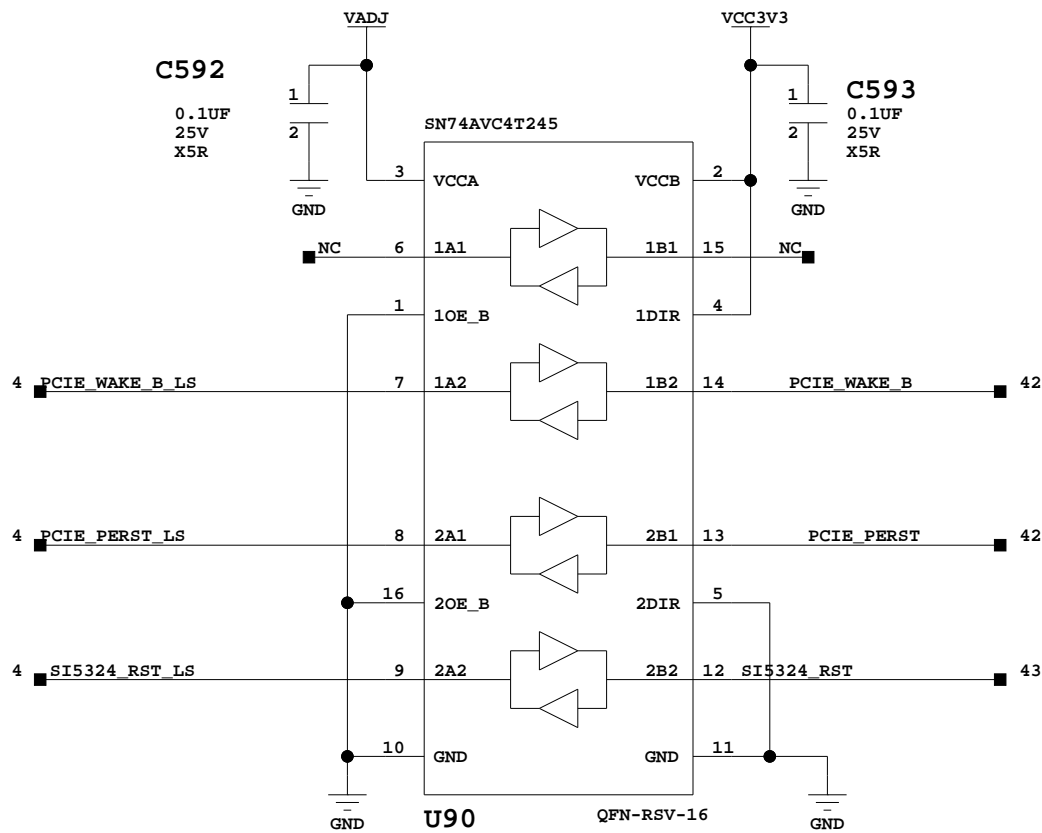 VADJ
VCC3V3
C592
1
0.1UF
25V
2
X5R
GND
C593
1
0.1UF
25V
2
X5R
GND
SN74AVC4T245
3 VCCA VCCB 2
NC 6 1A1 1B1 15 NC
1 1OE_B 1DIR 4
4 PCIE_WAKE_B_LS 7 1A2 1B2 14 PCIE_WAKE_B 42
4 PCIE_PERST_LS 8 2A1 2B1 13 PCIE_PERST 42
16 2OE_B 2DIR 5
4 SI5324_RST_LS 9 2A2 2B2 12 SI5324_RST 43
10 GND GND 11
GND
U90
QFN-RSV-16
GND